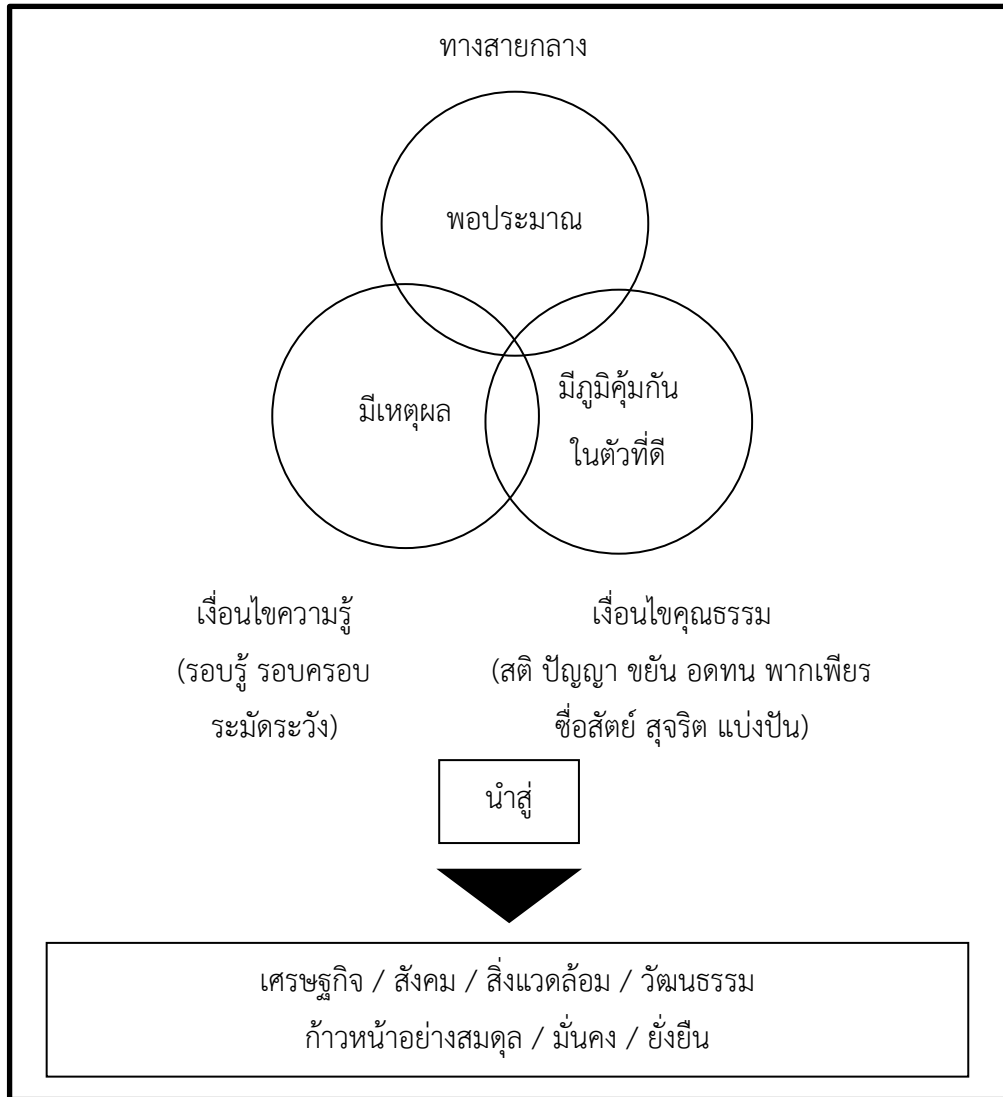 ทางสายกลาง
พอประมาณ
มีเหตุผล
มีภูมิคุ้มกัน
ในตัวที่ดี
เงื่อนไขความรู้
(รอบรู้ รอบครอบ
ระมัดระวัง)
เงื่อนไขคุณธรรม
(สติ ปัญญา ขยัน อดทน พากเพียร
ซื่อสัตย์ สุจริต แบ่งปัน)
นำสู่
เศรษฐกิจ / สังคม / สิ่งแวดล้อม / วัฒนธรรม
ก้าวหน้าอย่างสมดุล / มั่นคง / ยั่งยืน